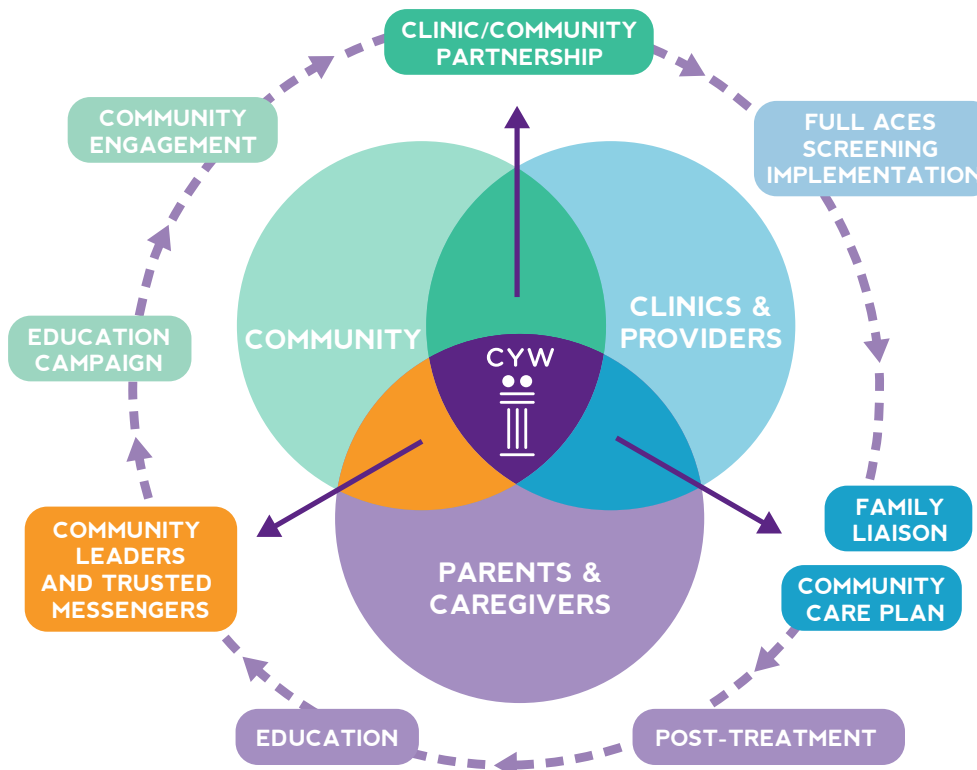 CLINIC/COMMUNITY
PARTNERSHIP
COMMUNITY
ENGAGEMENT
FULL ACES
SCREENING
IMPLEMENTATION
COMMUNITY
CLINICS &
PROVIDERS
EDUCATION
CAMPAIGN
CYW
FAMILY
LIAISON
COMMUNITY
LEADERS
AND TRUSTED
MESSENGERS
PARENTS &
CAREGIVERS
COMMUNITY
CARE PLAN
EDUCATION
POST-TREATMENT